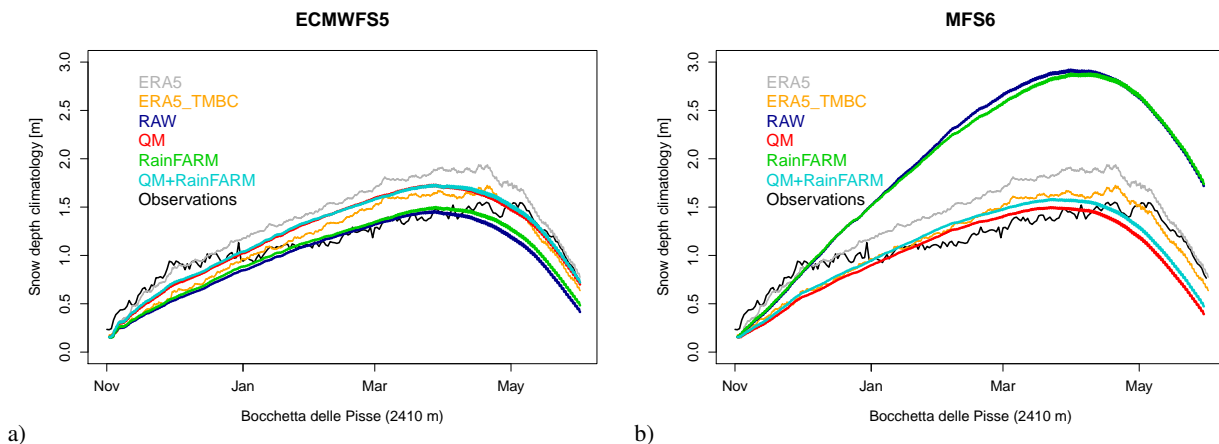 ECMWFS5
3.0
2.5
2.0
1.5
1.0
0.5
0.0
Snow depth climatology [m]
ERA5
ERA5_TMBC
RAW
QM
RainFARM
QM+RainFARM
Observations
Nov
Jan
Mar
May
Bocchetta delle Pisse (2410 m)
a)
MFS6
3.0
2.5
2.0
1.5
1.0
0.5
0.0
Snow depth climatology [m]
ERA5
ERA5_TMBC
RAW
QM
RainFARM
QM+RainFARM
Observations
Nov
Jan
Mar
May
Bocchetta delle Pisse (2410 m)
b)